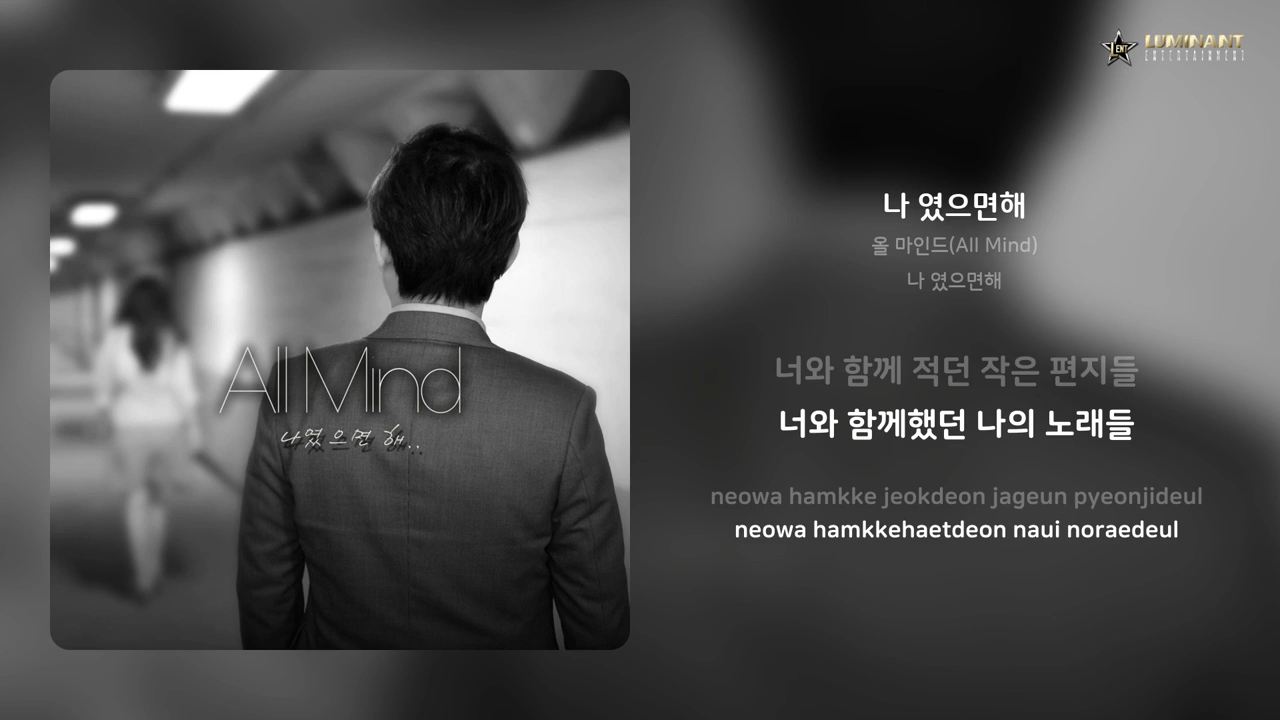 All Mind
나였으면 해..
LENT
LUMINANT
ENTERTAINMENT
나 였으면해
올 마인드(All Mind)
나 였으면해
너와 함께 적던 작은 편지들
너와 함께했던 나의 노래들
neowa hamkke jeokdeon jageun pyeonjideul
neowa hamkkehaetdeon naui noraedeul